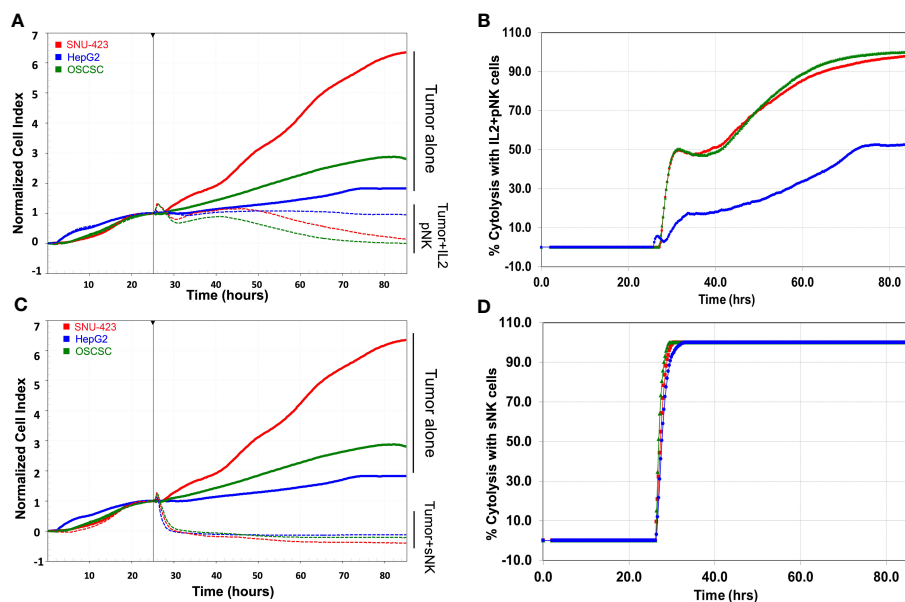 A
7
6
5
4
3
2
1
0
-1
Normalized Cell Index
SNU-423
HepG2
OSCSC
10
20
30
40
50
60
70
80
Time (hours)
Tumor alone
Tumor+IL2
pNK
B
110.0
90.0
70.0
50.0
30.0
10.0
-10.0
% Cytolysis with IL2+pNK cells
0.0
20.0
40.0
60.0
80.0
Time (hrs)
C
7
6
5
4
3
2
1
0
-1
Normalized Cell Index
SNU-423
HepG2
OSCSC
10
20
30
40
50
60
70
80
Time (hours)
Tumor alone
Tumor+sNK
D
110.0
90.0
70.0
50.0
30.0
10.0
-10.0
% Cytolysis with sNK cells
0.0
20.0
40.0
60.0
80.0
Time (hrs)